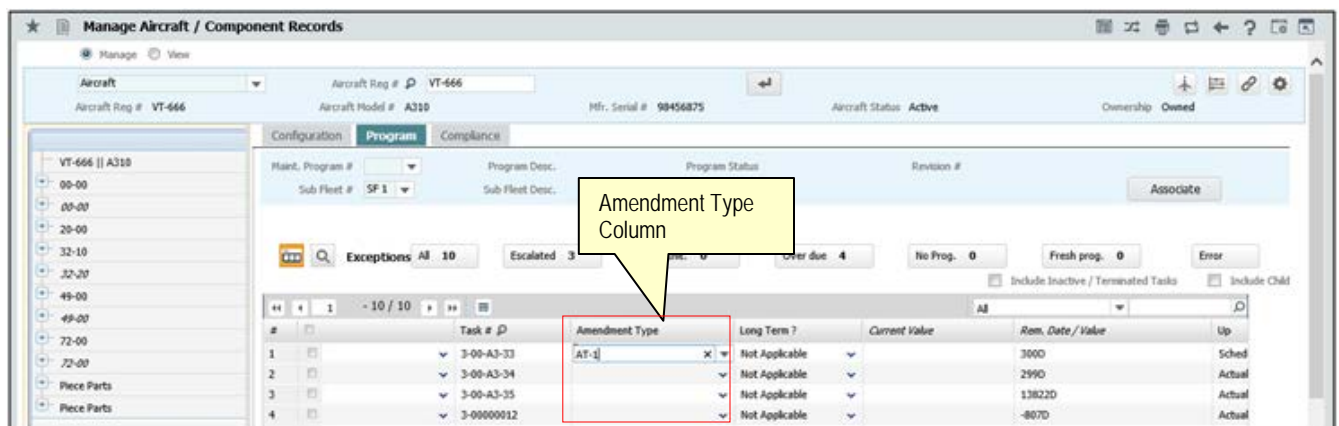 Manage Aircraft / Component Records
Manage View
Aircraft Aircraft Reg # VT-666
Aircraft Reg # VT-666 Aircraft Model # A310 Mfr. Serial # 98456875 Aircraft Status Active Ownership Owned
Configuration Program Compliance
VT-666 || A310
00-00
00-00
20-00
32-10
32-20
49-00
49-00
72-00
72-00
Piece Parts
Piece Parts
Maint. Program # Program Desc. Program Status Revision #
Sub Fleet # SF 1 Sub Fleet Desc. Associate
Amendment Type
Column
Exceptions All 10 Escalated 3 0 Over due 4 No Prog. 0 Fresh prog. 0 Error
Include Inactive / Terminated Tasks Include Child
1 - 10 / 10 All
# Task # Amendment Type Long Term ? Current Value Rem. Date / Value Up
1 3-00-A3-33 AT-1 Not Applicable 300D Sched
2 3-00-A3-34 Not Applicable 299D Actual
3 3-00-A3-35 Not Applicable 13822D Actual
4 3-00000012 Not Applicable -807D Actual